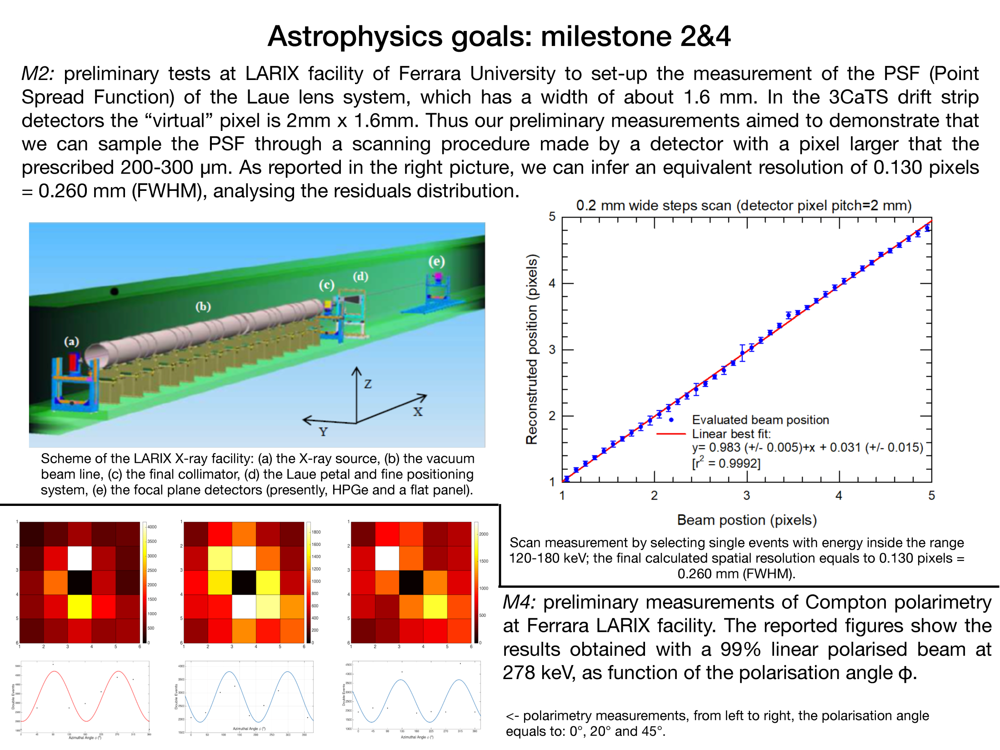 Astrophysics goals: milestone 2&4
M2: preliminary tests at LARIX facility of Ferrara University to set-up the measurement of the PSF (Point
Spread Function) of the Laue lens system, which has a width of about 1.6 mm. In the 3CaTS drift strip
detectors the “virtual” pixel is 2mm x 1.6mm. Thus our preliminary measurements aimed to demonstrate that
we can sample the PSF through a scanning procedure made by a detector with a pixel larger that the
prescribed 200-300 µm. As reported in the right picture, we can infer an equivalent resolution of 0.130 pixels
= 0.260 mm (FWHM), analysing the residuals distribution.
(a)
(b)
(c)
(d)
(e)
Z
X
Y
Scheme of the LARIX X-ray facility: (a) the X-ray source, (b) the vacuum
beam line, (c) the final collimator, (d) the Laue petal and fine positioning
system, (e) the focal plane detectors (presently, HPGe and a flat panel).
0.2 mm wide steps scan (detector pixel pitch=2 mm)
Reconstruted position (pixels)
5
4
3
2
1
Evaluated beam position
Linear best fit:
y= 0.983 (+/- 0.005)+x + 0.031 (+/- 0.015)
[r² = 0.9992]
1 2 3 4 5
Beam postion (pixels)
Scan measurement by selecting single events with energy inside the range
120-180 keV; the final calculated spatial resolution equals to 0.130 pixels =
0.260 mm (FWHM).
1
2
3
4
5
6
1 2 3 4 5 6
4000
3500
3000
2500
2000
1500
1000
500
0
1
2
3
4
5
6
1 2 3 4 5 6
1800
1600
1400
1200
1000
800
600
400
200
0
1
2
3
4
5
6
1 2 3 4 5 6
2000
1500
1000
500
0
Double Events
5000
4500
4000
3500
3000
2500
2000
1500
0 45 90 135 180 225 270 315 360
Azimuthal Angle φ (°)
Double Events
4000
3500
3000
2500
2000
1500
Azimuthal Angle φ (°)
0 50 100 150 200 250 300 350
Double Events
4500
4000
3500
3000
2500
2000
1500
1000
0 45 90 135 180 225 270 315 360
Azimuthal Angle φ (°)
M4: preliminary measurements of Compton polarimetry
at Ferrara LARIX facility. The reported figures show the
results obtained with a 99% linear polarised beam at
278 keV, as function of the polarisation angle ϕ.
<- polarimetry measurements, from left to right, the polarisation angle
equals to: 0°, 20° and 45°.